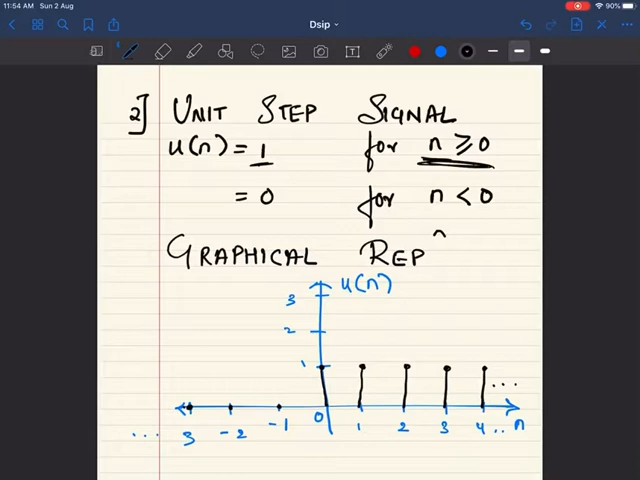 11:54 AM Sun 2 Aug 90%
Dsip
2] UNIT STEP SIGNAL
u(n) = 1 for n ≥ 0
= 0 for n < 0
GRAPHICAL REP^n
u(n)
3
2
1
... 3 -2 -1 0 1 2 3 4 .. n
...